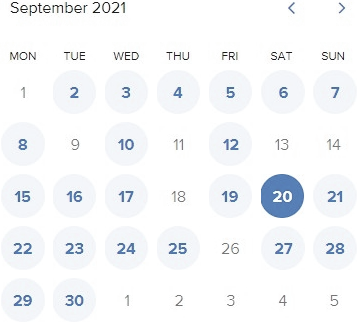 September 2021
MON TUE WED THU FRI SAT SUN
1 2 3 4 5 6 7
8 9 10 11 12 13 14
15 16 17 18 19 20 21
22 23 24 25 26 27 28
29 30 1 2 3 4 5